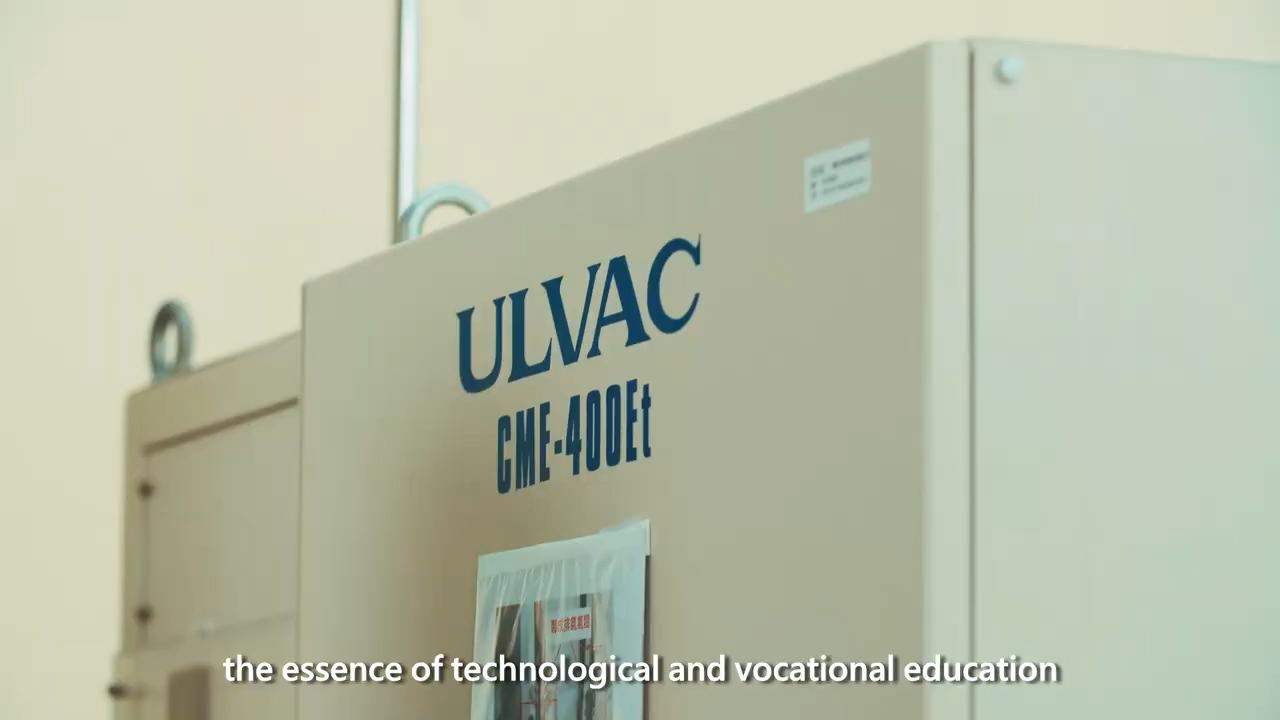 ULVAC
CME-400Et
the essence of technological and vocational education